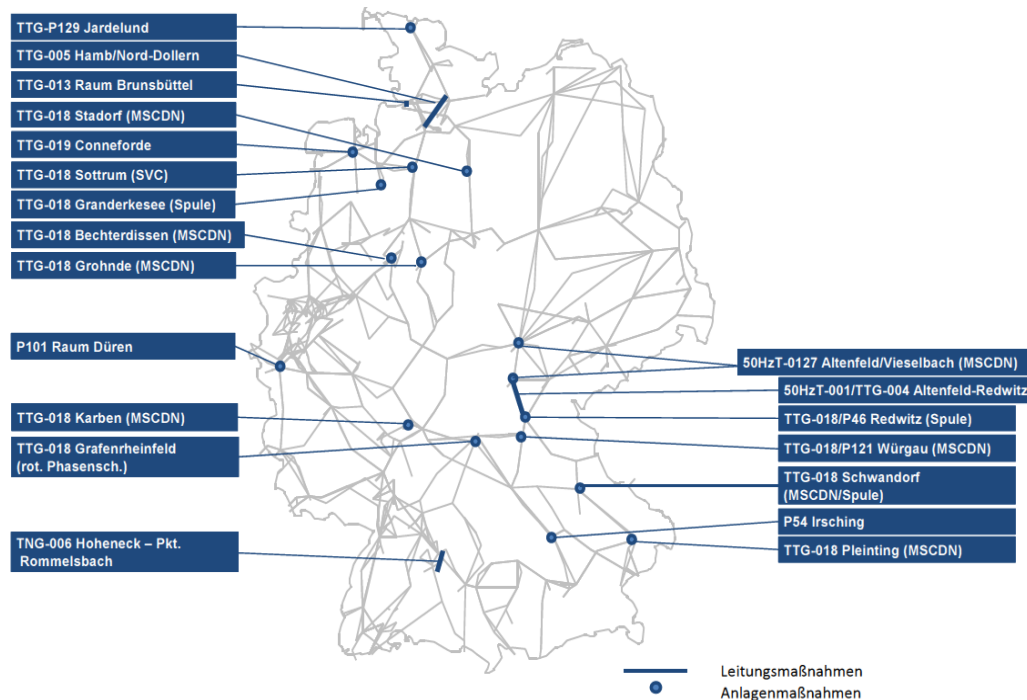 TTG-P129 Jardelund
TTG-005 Hamb/Nord-Dollern
TTG-013 Raum Brunsbüttel
TTG-018 Stadorf (MSCDN)
TTG-019 Conneforde
TTG-018 Sottrum (SVC)
TTG-018 Granderkesee (Spule)
TTG-018 Bechterdissen (MSCDN)
TTG-018 Grohnde (MSCDN)
P101 Raum Düren
TTG-018 Karben (MSCDN)
TTG-018 Grafenrheinfeld
(rot. Phasensch.)
TNG-006 Hoheneck – Pkt.
Rommelsbach
50HzT-0127 Altenfeld/Vieselbach (MSCDN)
50HzT-001/TTG-004 Altenfeld-Redwitz
TTG-018/P46 Redwitz (Spule)
TTG-018/P121 Würgau (MSCDN)
TTG-018 Schwandorf
(MSCDN/Spule)
P54 Irsching
TTG-018 Pleinting (MSCDN)
Leitungsmaßnahmen
Anlagenmaßnahmen